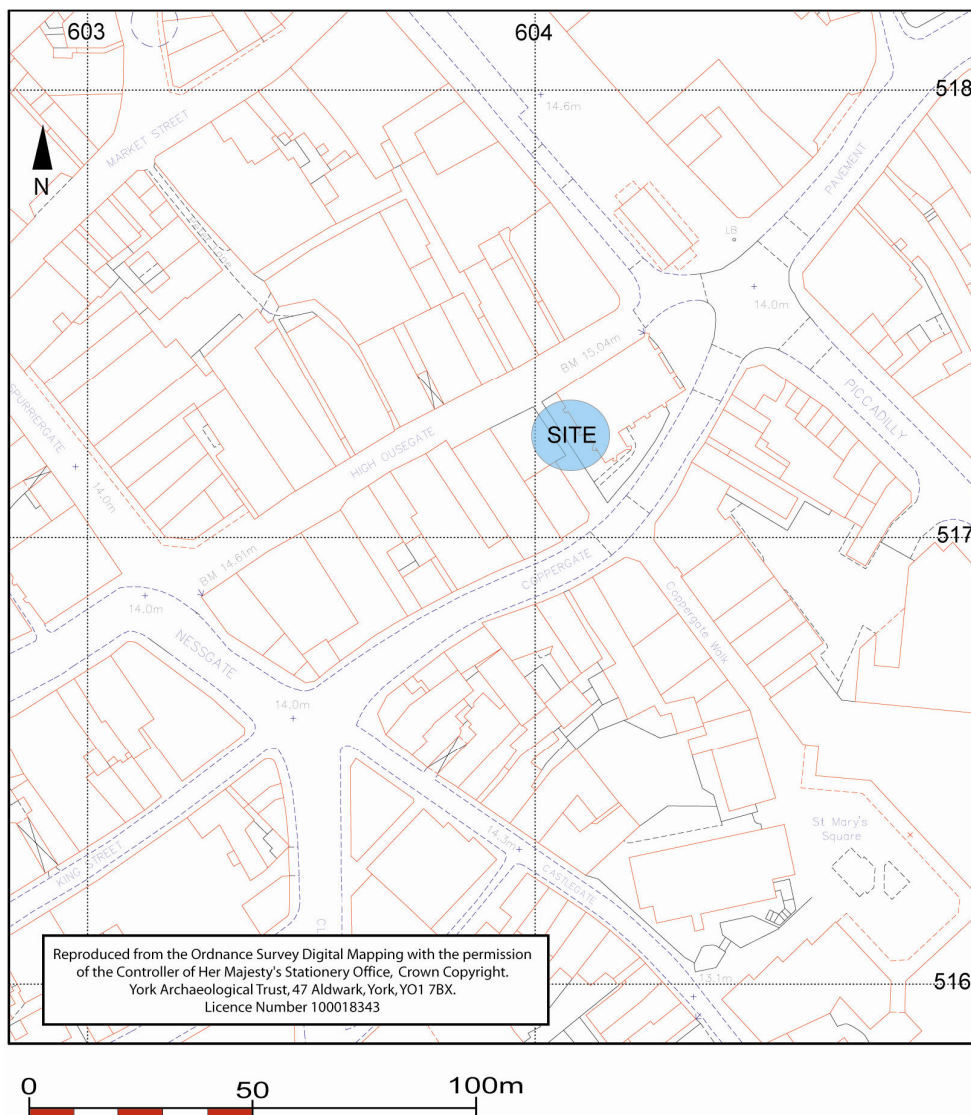 603
604
518
14.6m
MARKET STREET
PAVEMENT
N
LB
14.0m
BM 15.04m
SPURRIERGATE
PICCADILLY
SITE
HIGH OUSEGATE
14.0m
517
BM 14.61m
COPPERGATE
14.0m
Coppergate Walk
NESSGATE
14.0m
St Mary's
Square
14.3m
KING STREET
CASTLEGATE
Reproduced from the Ordnance Survey Digital Mapping with the permission
of the Controller of Her Majesty's Stationery Office, Crown Copyright.
York Archaeological Trust, 47 Aldwark, York, YO1 7BX.
Licence Number 100018343
13.1m
516
0
50
100m